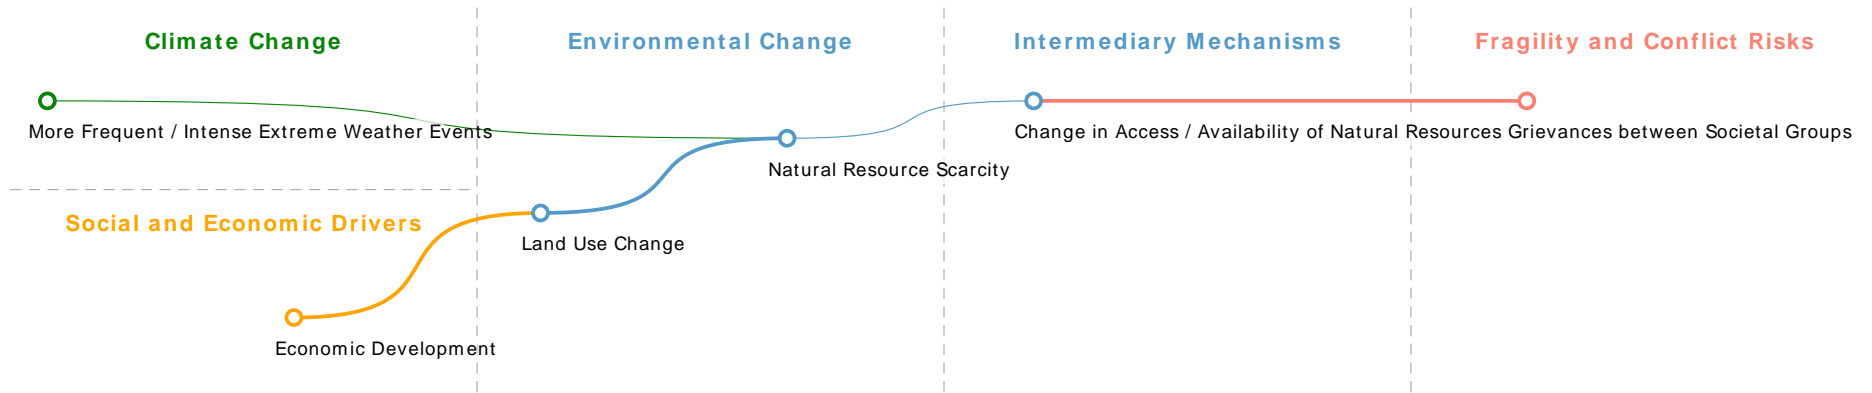 Climate Change
Environmental Change
Intermediary Mechanisms
Fragility and Conflict Risks
More Frequent / Intense Extreme Weather Events
Change in Access / Availability of Natural Resources
Grievances between Societal Groups
Natural Resource Scarcity
Social and Economic Drivers
Land Use Change
Economic Development